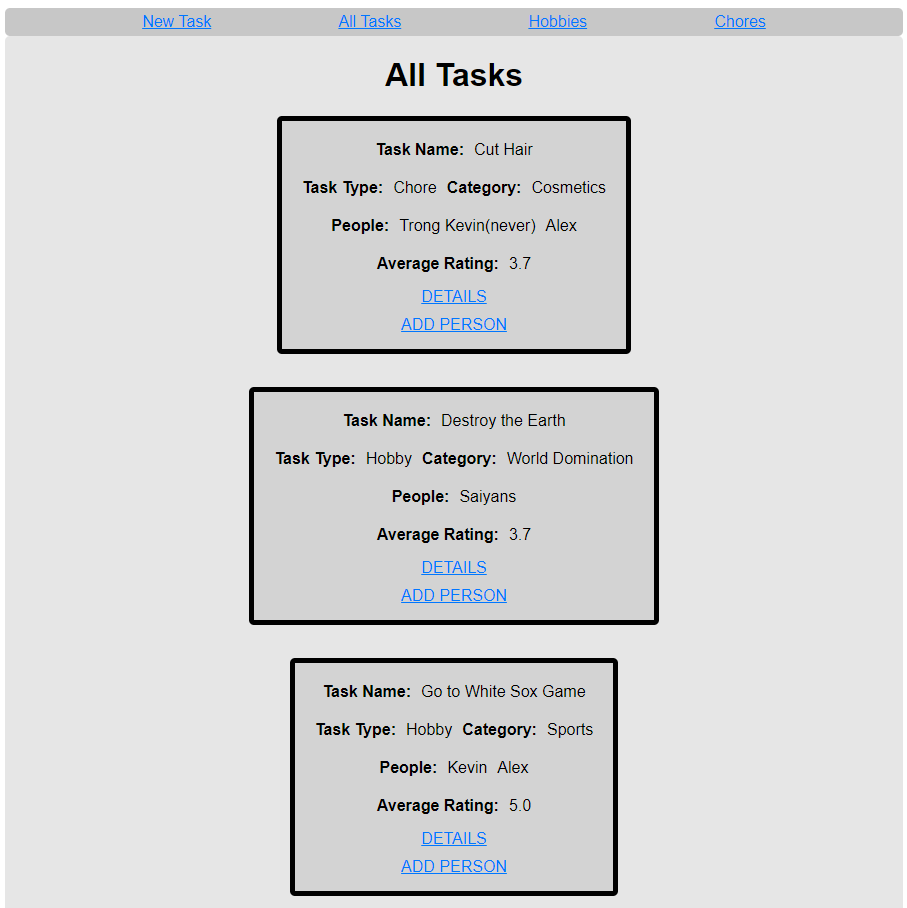 New Task All Tasks Hobbies Chores
All Tasks
Task Name: Cut Hair
Task Type: Chore Category: Cosmetics
People: Trong Kevin(never) Alex
Average Rating: 3.7
DETAILS
ADD PERSON
Task Name: Destroy the Earth
Task Type: Hobby Category: World Domination
People: Saiyans
Average Rating: 3.7
DETAILS
ADD PERSON
Task Name: Go to White Sox Game
Task Type: Hobby Category: Sports
People: Kevin Alex
Average Rating: 5.0
DETAILS
ADD PERSON